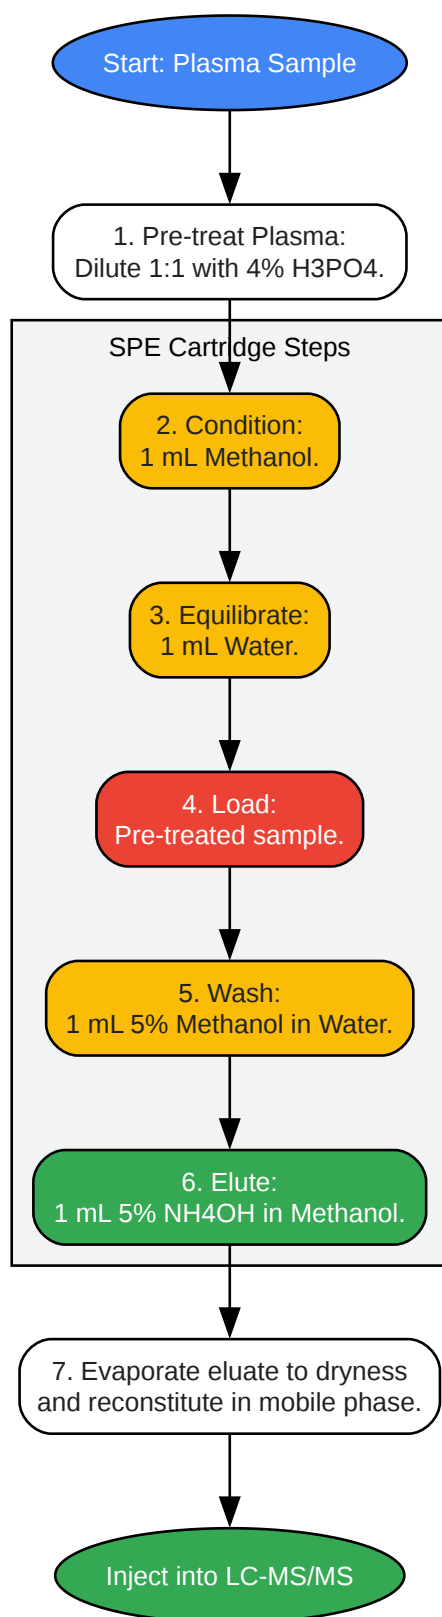 Start: Plasma Sample
1. Pre-treat Plasma:
Dilute 1:1 with 4% H3PO4.
SPE Cartridge Steps
2. Condition:
1 mL Methanol.
3. Equilibrate:
1 mL Water.
4. Load:
Pre-treated sample.
5. Wash:
1 mL 5% Methanol in Water.
6. Elute:
1 mL 5% NH4OH in Methanol.
7. Evaporate eluate to dryness
and reconstitute in mobile phase.
Inject into LC-MS/MS